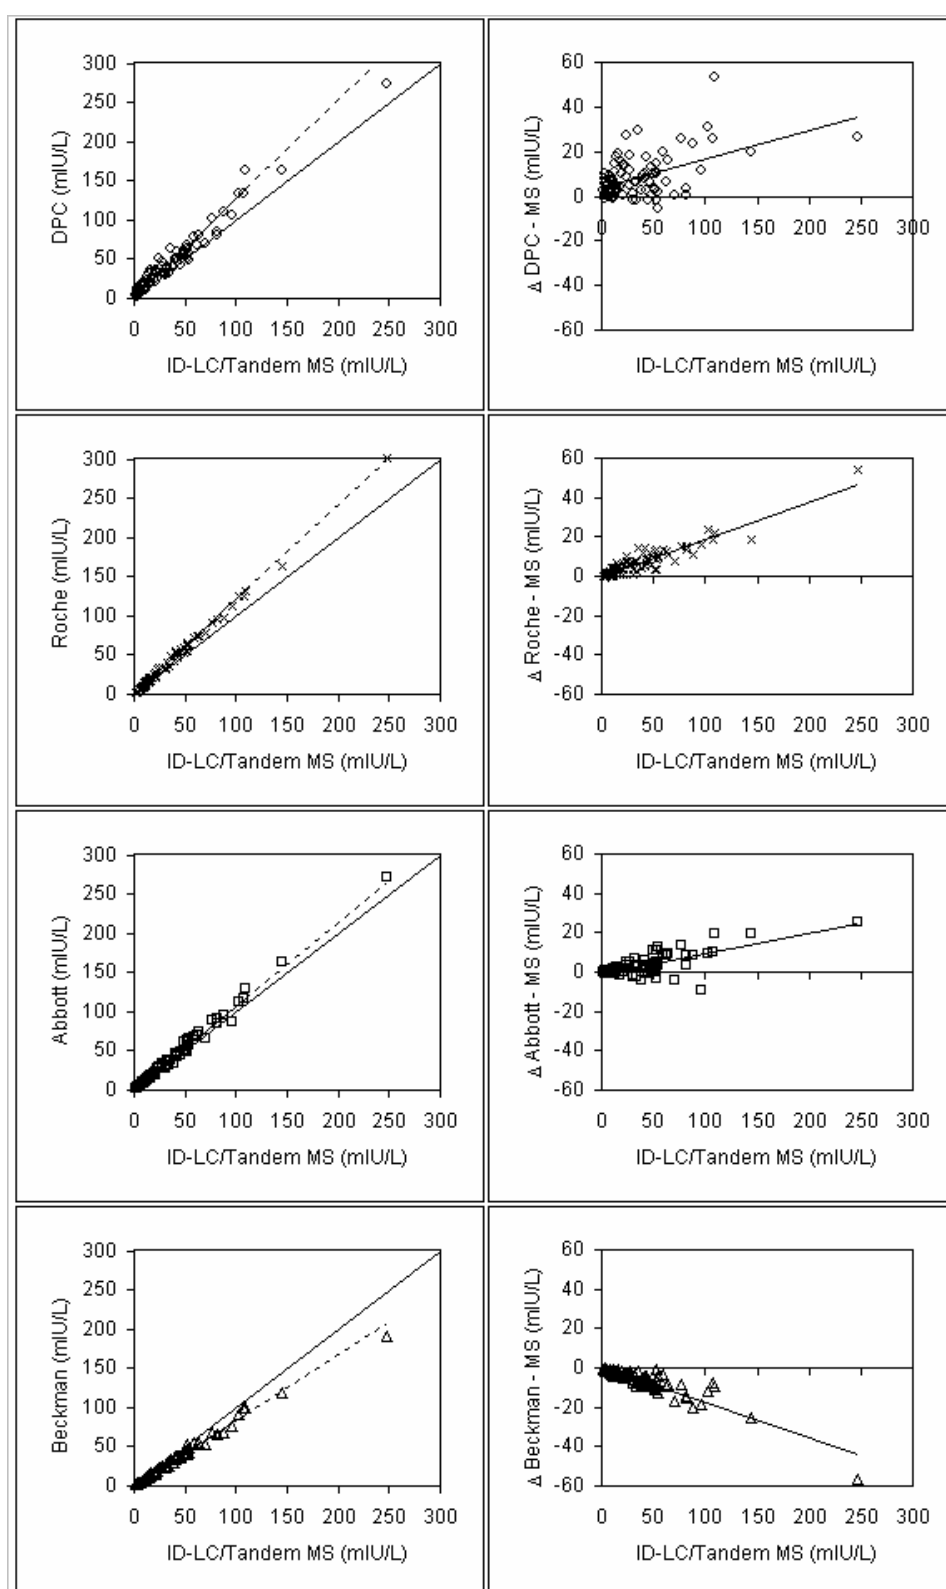 300
250
200
150
100
50
0
DPC (mIU/L)
0 50 100 150 200 250 300
ID-LC/Tandem MS (mIU/L)
60
40
20
0
-20
-40
-60
Δ DPC - MS (mIU/L)
0 50 100 150 200 250 300
ID-LC/Tandem MS (mIU/L)
300
250
200
150
100
50
0
Roche (mIU/L)
0 50 100 150 200 250 300
ID-LC/Tandem MS (mIU/L)
60
40
20
0
-20
-40
-60
Δ Roche - MS (mIU/L)
0 50 100 150 200 250 300
ID-LC/Tandem MS (mIU/L)
300
250
200
150
100
50
0
Abbott (mIU/L)
0 50 100 150 200 250 300
ID-LC/Tandem MS (mIU/L)
60
40
20
0
-20
-40
-60
Δ Abbott - MS (mIU/L)
0 50 100 150 200 250 300
ID-LC/Tandem MS (mIU/L)
300
250
200
150
100
50
0
Beckman (mIU/L)
0 50 100 150 200 250 300
ID-LC/Tandem MS (mIU/L)
60
40
20
0
-20
-40
-60
Δ Beckman - MS (mIU/L)
0 50 100 150 200 250 300
ID-LC/Tandem MS (mIU/L)